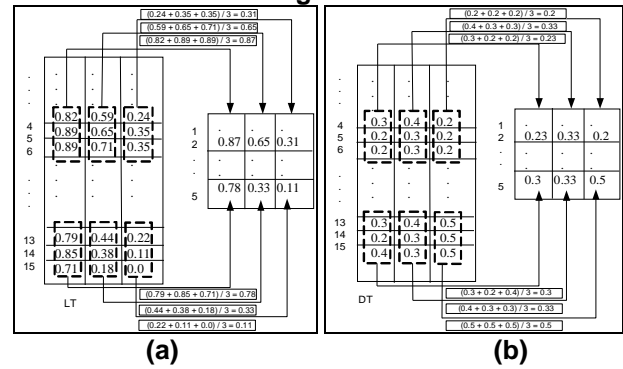 (0.24 + 0.35 + 0.35) / 3 = 0.31
(0.59 + 0.65 + 0.71) / 3 = 0.65
(0.82 + 0.89 + 0.89) / 3 = 0.87
4 0.82 0.59 0.24
5 0.89 0.65 0.35
6 0.89 0.71 0.35
13 0.79 0.44 0.22
14 0.85 0.38 0.11
15 0.71 0.18 0.0
LT
1
2 0.87 0.65 0.31
5 0.78 0.33 0.11
(0.79 + 0.85 + 0.71) / 3 = 0.78
(0.44 + 0.38 + 0.18) / 3 = 0.33
(0.22 + 0.11 + 0.0) / 3 = 0.11
(a)
(0.2 + 0.2 + 0.2) / 3 = 0.2
(0.4 + 0.3 + 0.3) / 3 = 0.33
(0.3 + 0.2 + 0.2) / 3 = 0.23
4 0.3 0.4 0.2
5 0.2 0.3 0.2
6 0.2 0.3 0.2
13 0.3 0.4 0.5
14 0.2 0.3 0.5
15 0.4 0.3 0.5
DT
1
2 0.23 0.33 0.2
5 0.3 0.33 0.5
(0.3 + 0.2 + 0.4) / 3 = 0.3
(0.4 + 0.3 + 0.3) / 3 = 0.33
(0.5 + 0.5 + 0.5) / 3 = 0.5
(b)